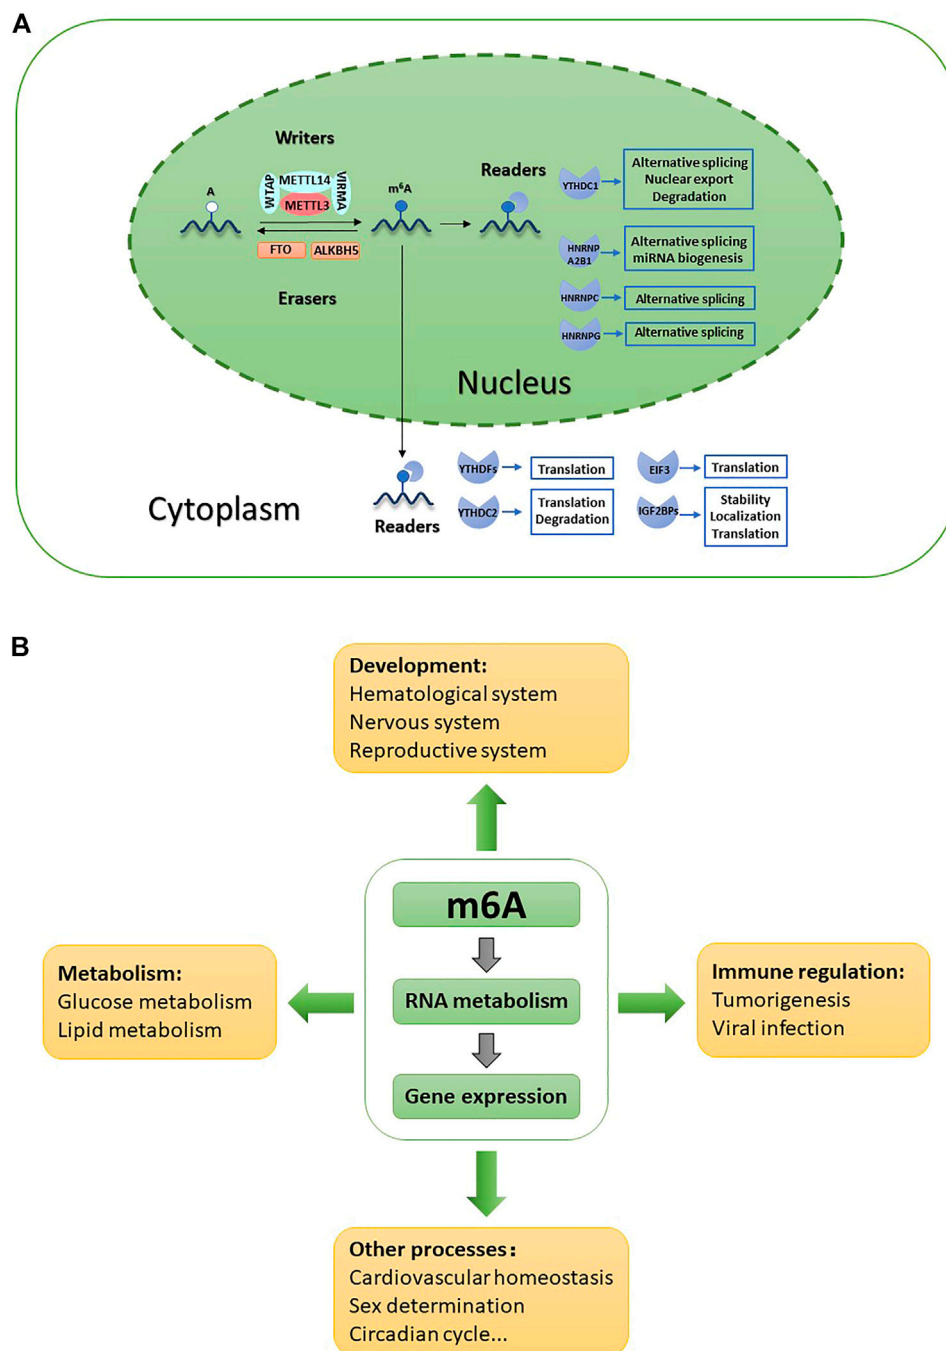 A
Writers
WTAP
METTL14
METTL3
VIRMA
A
m⁶A
FTO
ALKBH5
Erasers
Readers
YTHDC1
Alternative splicing
Nuclear export
Degradation
HNRNP
A2B1
Alternative splicing
miRNA biogenesis
HNRNPC
Alternative splicing
HNRNPG
Alternative splicing
Nucleus
Cytoplasm
Readers
YTHDFs
Translation
YTHDC2
Translation
Degradation
EIF3
Translation
IGF2BPs
Stability
Localization
Translation
B
Development:
Hematological system
Nervous system
Reproductive system
m6A
RNA metabolism
Gene expression
Metabolism:
Glucose metabolism
Lipid metabolism
Immune regulation:
Tumorigenesis
Viral infection
Other processes:
Cardiovascular homeostasis
Sex determination
Circadian cycle...